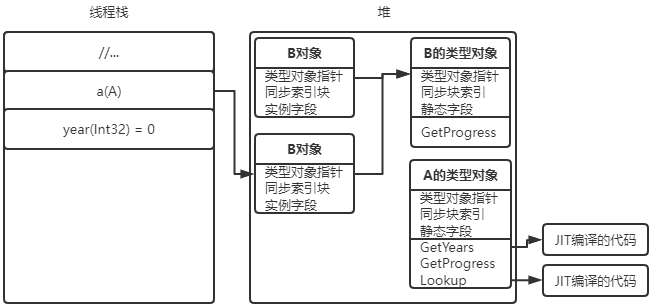 线程栈
堆
//...
a(A)
year(Int32) = 0
B对象
类型对象指针
同步索引块
实例字段
B对象
类型对象指针
同步索引块
实例字段
B的类型对象
类型对象指针
同步块索引
静态字段
GetProgress
A的类型对象
类型对象指针
同步块索引
静态字段
GetYears
GetProgress
Lookup
JIT编译的代码
JIT编译的代码